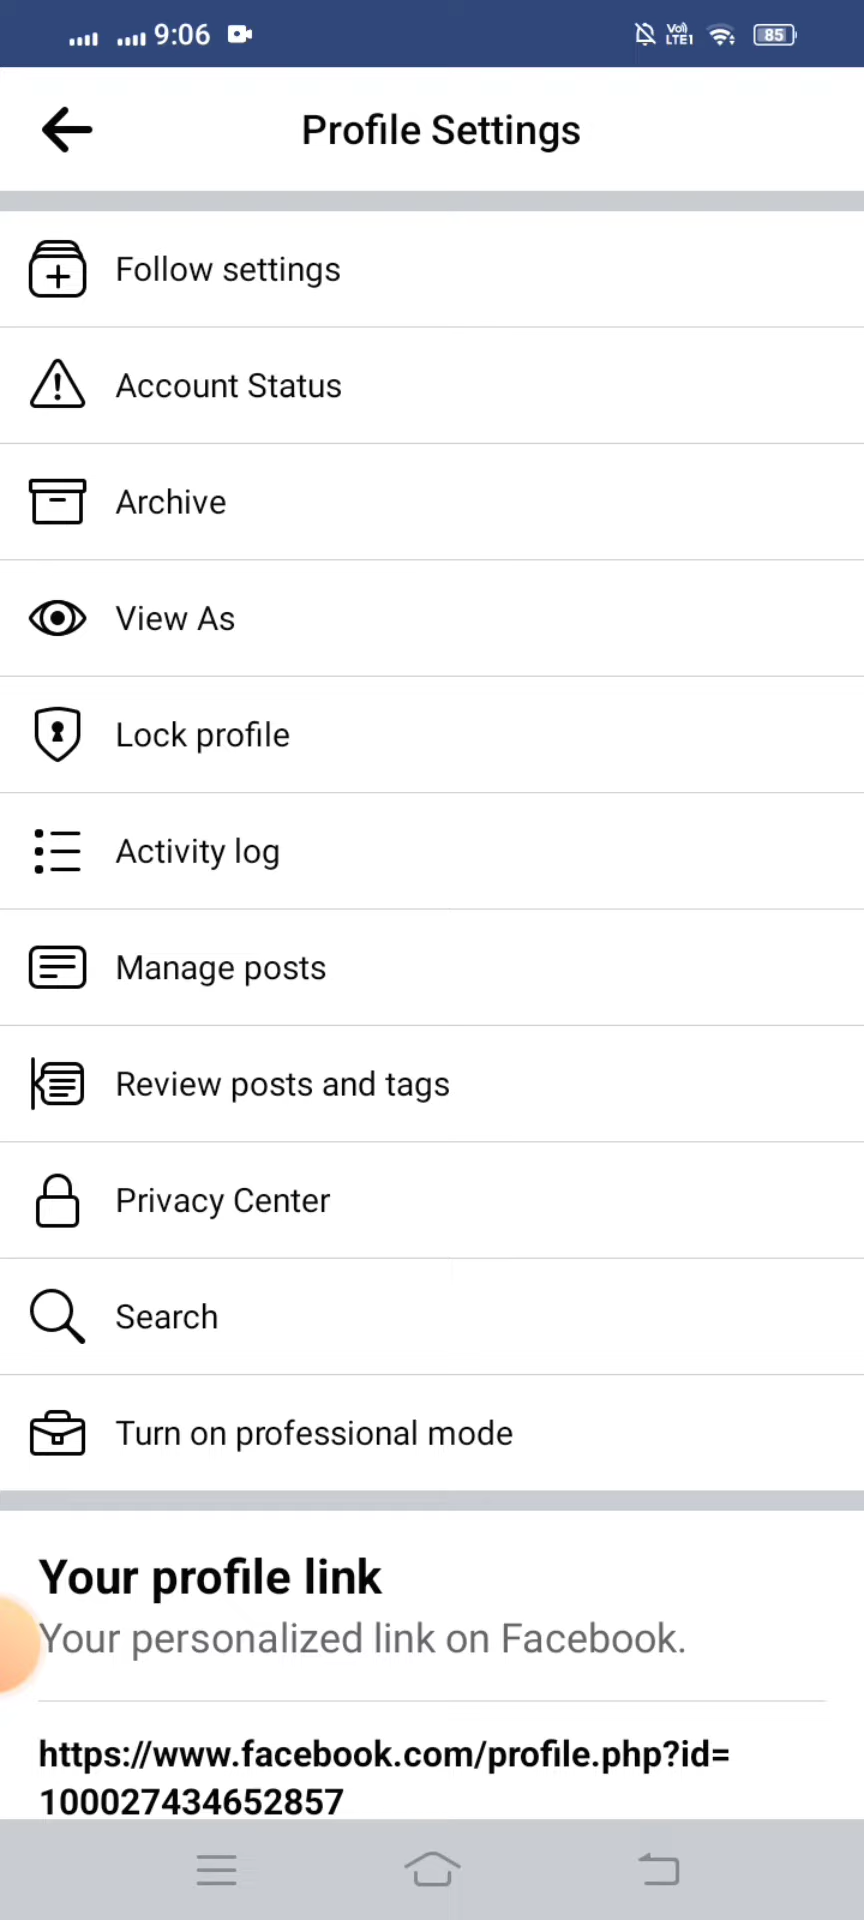 9:06 Vo) LTE1 85
Profile Settings
Follow settings
Account Status
Archive
View As
Lock profile
Activity log
Manage posts
Review posts and tags
Privacy Center
Search
Turn on professional mode
Your profile link
Your personalized link on Facebook.
https://www.facebook.com/profile.php?id=
100027434652857